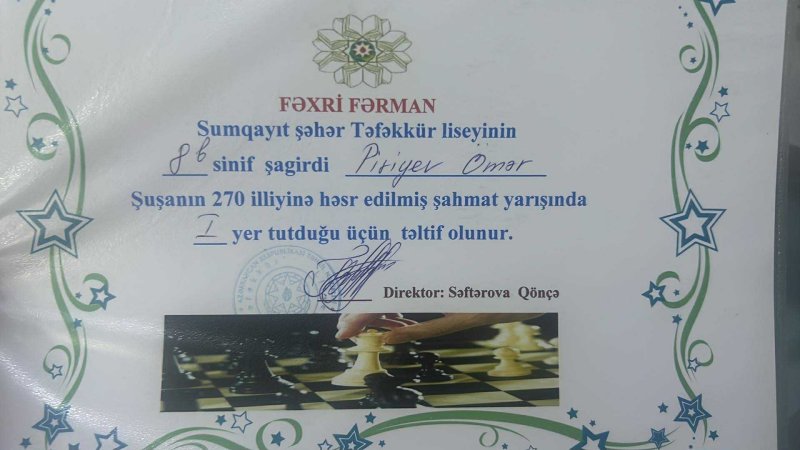 FƏXRİ FƏRMAN
Sumqayıt şəhər Təfəkkür liseyinin
8b sinif şagirdi Piriyev Ömər
Şuşanın 270 illiyinə həsr edilmiş şahmat yarışında
I yer tutduğu üçün təltif olunur.
Direktor: Səftərova Qönçə